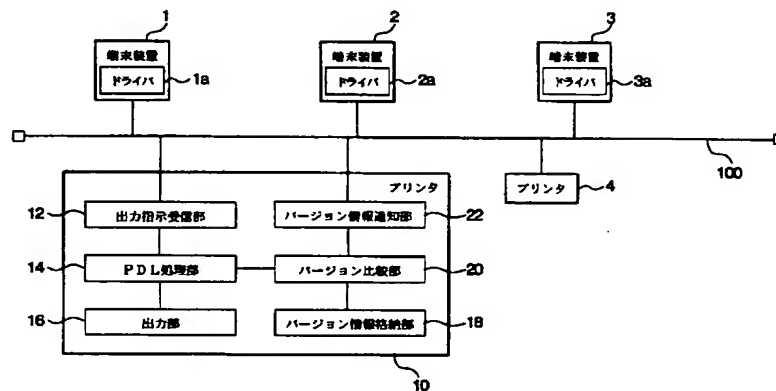 1
2
3
端末装置
端末装置
端末装置
ドライバ
1a
ドライバ
2a
ドライバ
3a
100
プリンタ
プリンタ
4
12
出力指示受信部
バージョン情報通知部
22
14
PDL処理部
バージョン比較部
20
16
出力部
バージョン情報格納部
18
10